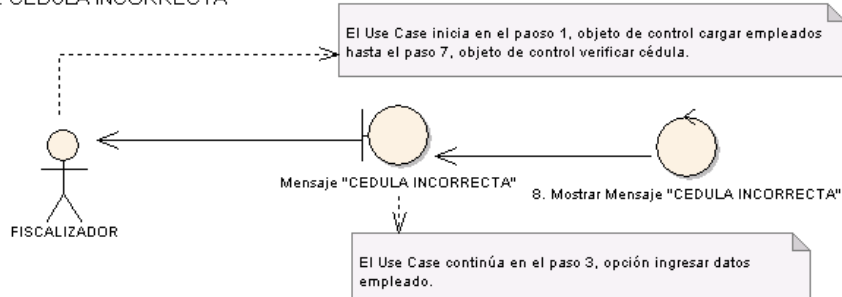 CEDULA INCORRECTA
El Use Case inicia en el paoso 1, objeto de control cargar empleados
hasta el paso 7, objeto de control verificar cédula.
Mensaje "CEDULA INCORRECTA"
8. Mostrar Mensaje "CEDULA INCORRECTA"
FISCALIZADOR
El Use Case continúa en el paso 3, opción ingresar datos
empleado.